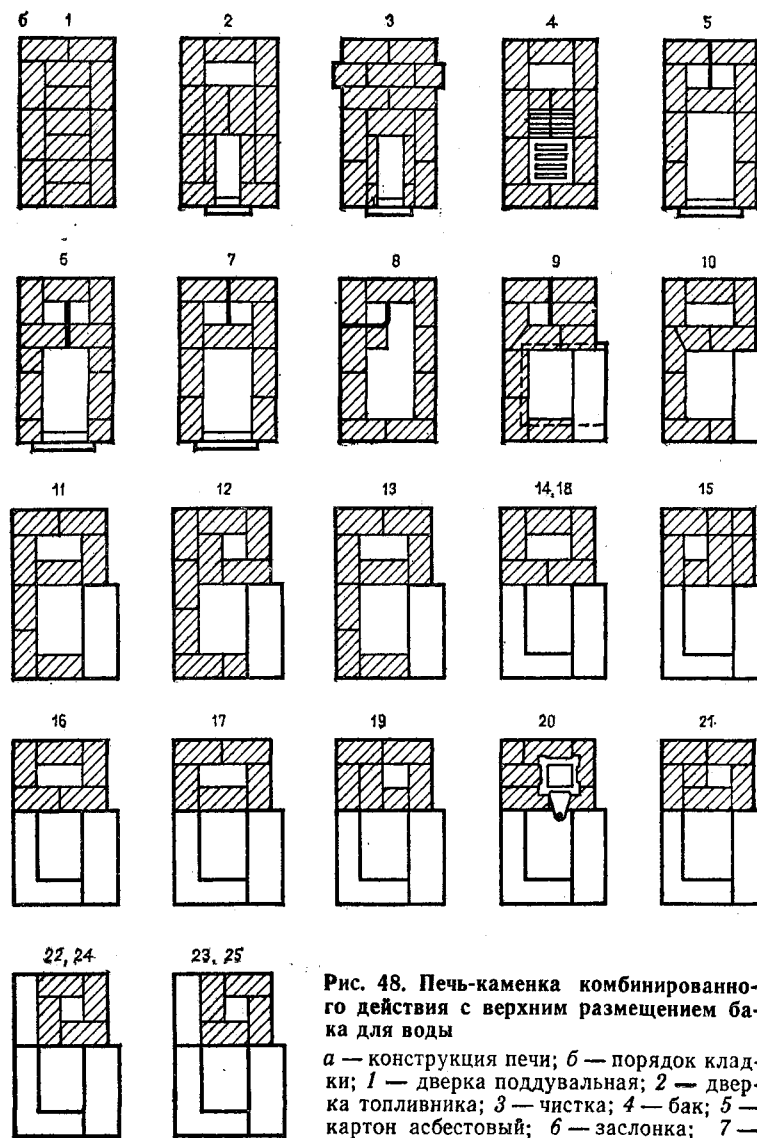 б 1 2 3 4 5
6 7 8 9 10
11 12 13 14,18 15
16 17 19 20 21
22, 24 23, 25
Рис. 48. Печь-каменка комбинированно-
го действия с верхним размещением ба-
ка для воды
а — конструкция печи; б — порядок клад-
ки; 1 — дверка поддувальная; 2 — двер-
ка топливника; 3 — чистка; 4 — бак; 5 —
картон асбестовый; 6 — заслонка; 7 —